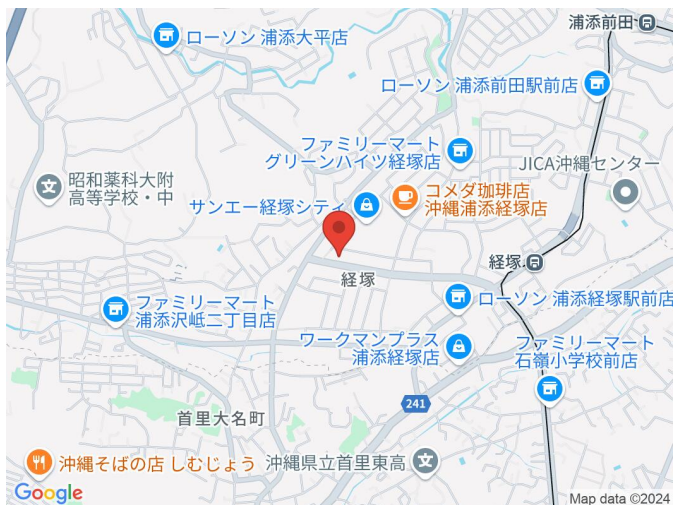 浦添前田
ローソン 浦添大平店
ローソン 浦添前田駅前店
ファミリーマート
グリーンハイツ経塚店
JICA沖縄センター
昭和薬科大附
高等学校・中
コメダ珈琲店
沖縄浦添経塚店
サンエー経塚シティ
経塚
経塚
ローソン 浦添経塚駅前店
ファミリーマート
浦添沢岻二丁目店
ワークマンプラス
浦添経塚店
ファミリーマート
石嶺小学校前店
241
首里大名町
沖縄そばの店 しむじょう
沖縄県立首里東高
Google
Map data ©2024